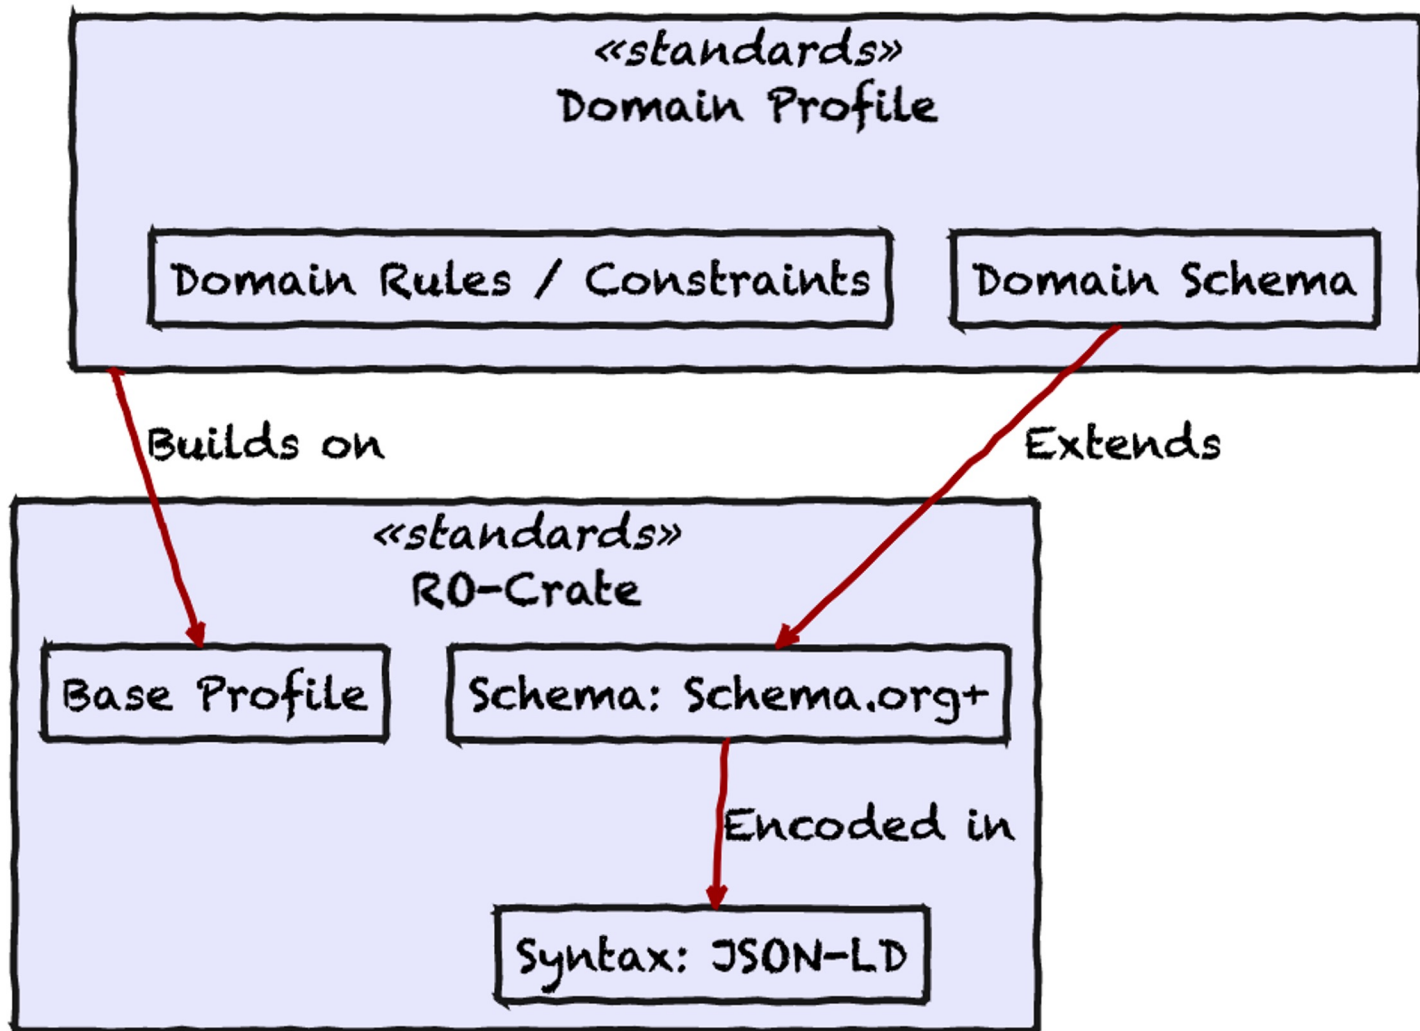 «standards»
Domain Profile
Domain Rules / Constraints
Domain Schema
Builds on
Extends
«standards»
RO-Crate
Base Profile
Schema: Schema.org+
Encoded in
Syntax: JSON-LD